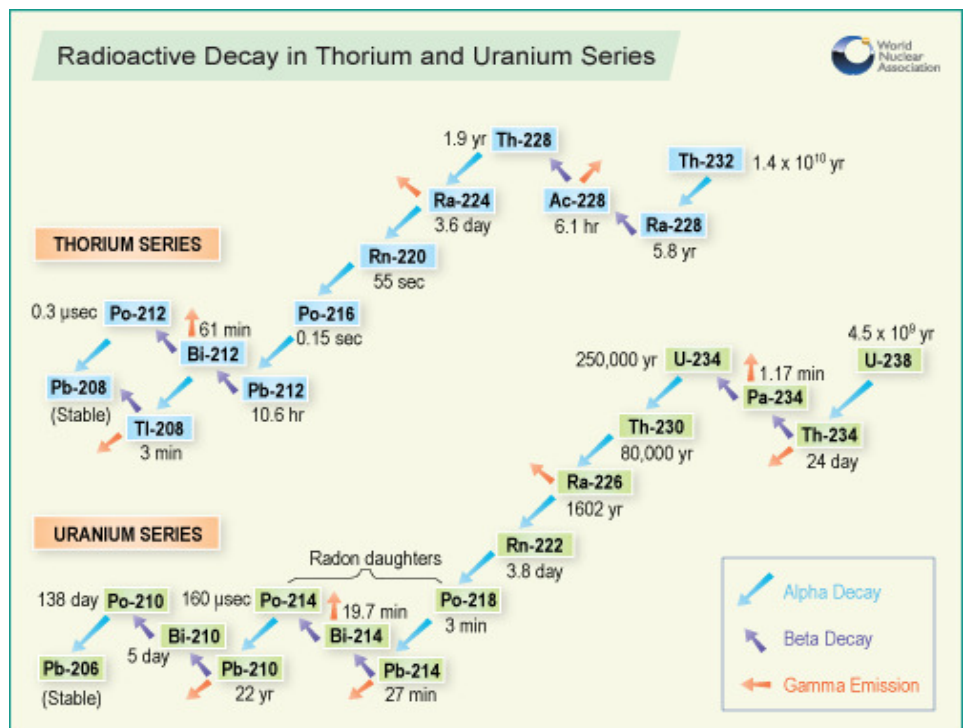 Radioactive Decay in Thorium and Uranium Series
World
Nuclear
Association
1.9 yr
Th-228
Th-232
1.4 x 10¹⁰ yr
Ra-224
3.6 day
Ac-228
6.1 hr
Ra-228
5.8 yr
THORIUM SERIES
Rn-220
55 sec
0.3 µsec
Po-212
61 min
Bi-212
Po-216
0.15 sec
Pb-208
(Stable)
Pb-212
10.6 hr
Tl-208
3 min
250,000 yr
U-234
1.17 min
Pa-234
4.5 x 10⁹ yr
U-238
Th-230
80,000 yr
Th-234
24 day
Ra-226
1602 yr
URANIUM SERIES
Rn-222
3.8 day
Radon daughters
138 day
Po-210
160 µsec
Po-214
19.7 min
Po-218
3 min
Bi-210
5 day
Bi-214
Pb-206
(Stable)
Pb-210
22 yr
Pb-214
27 min
Alpha Decay
Beta Decay
Gamma Emission